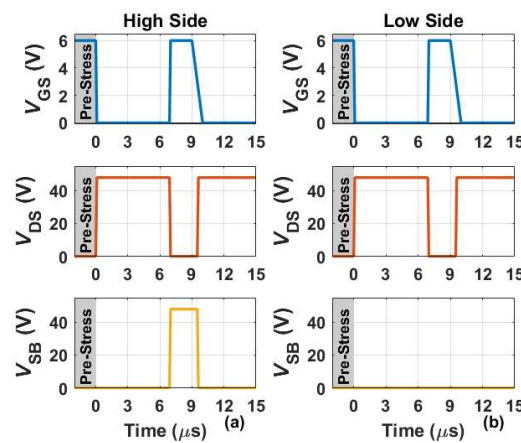 High Side
Low Side
V_GS (V)
6
4
2
0
Pre-Stress
0 3 6 9 12 15
V_GS (V)
6
4
2
0
Pre-Stress
0 3 6 9 12 15
V_DS (V)
40
20
0
Pre-Stress
0 3 6 9 12 15
V_DS (V)
40
20
0
Pre-Stress
0 3 6 9 12 15
V_SB (V)
40
20
0
Pre-Stress
0 3 6 9 12 15
Time (μs)
(a)
V_SB (V)
40
20
0
Pre-Stress
0 3 6 9 12 15
Time (μs)
(b)